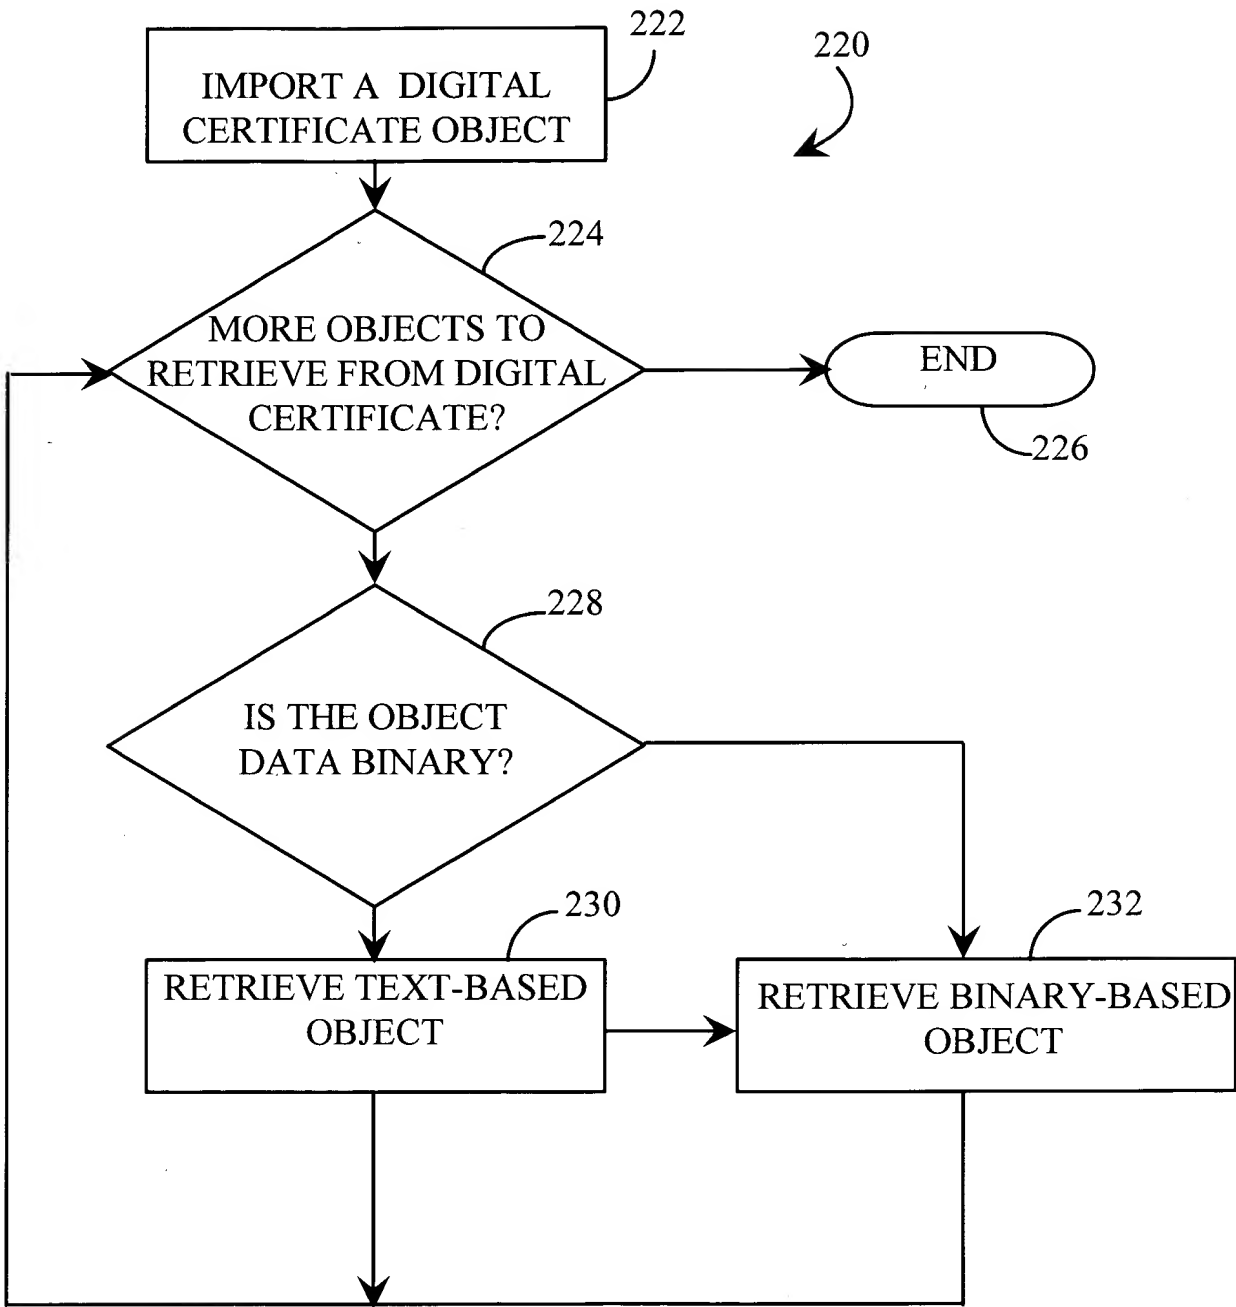 222
220
IMPORT A DIGITAL
CERTIFICATE OBJECT
224
MORE OBJECTS TO
RETRIEVE FROM DIGITAL
CERTIFICATE?
END
226
228
IS THE OBJECT
DATA BINARY?
230
232
RETRIEVE TEXT-BASED
OBJECT
RETRIEVE BINARY-BASED
OBJECT